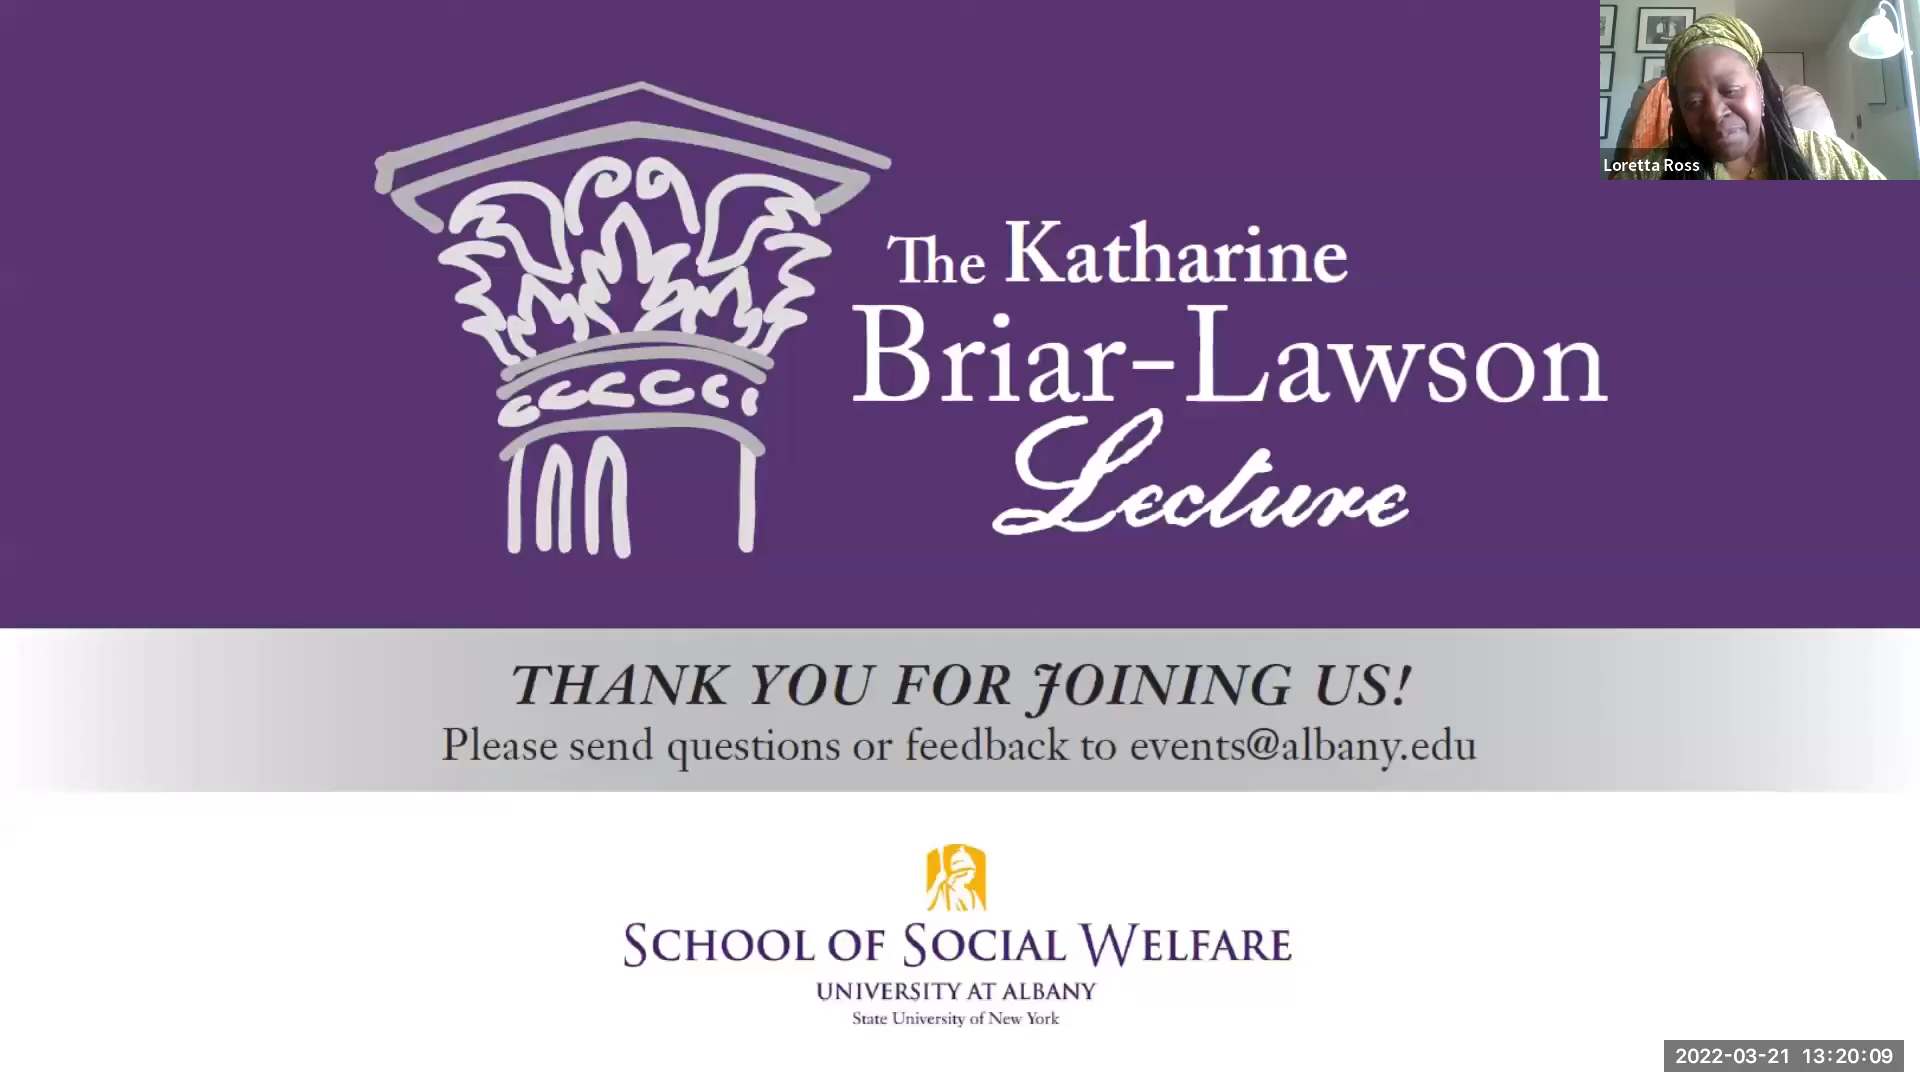 Loretta Ross
The Katharine
Briar-Lawson
Lecture
THANK YOU FOR JOINING US!
Please send questions or feedback to events@albany.edu
SCHOOL OF SOCIAL WELFARE
UNIVERSITY AT ALBANY
State University of New York
2022-03-21 13:20:09